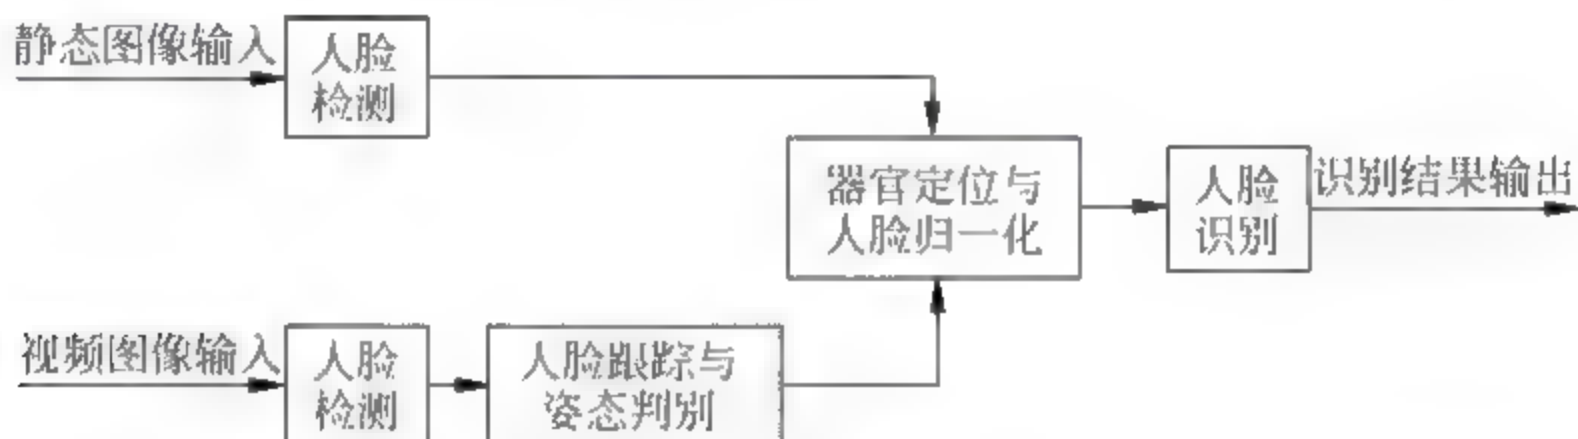 静态图像输入
人脸
检测
器官定位与
人脸归一化
人脸
识别
识别结果输出
视频图像输入
人脸
检测
人脸跟踪与
姿态判别